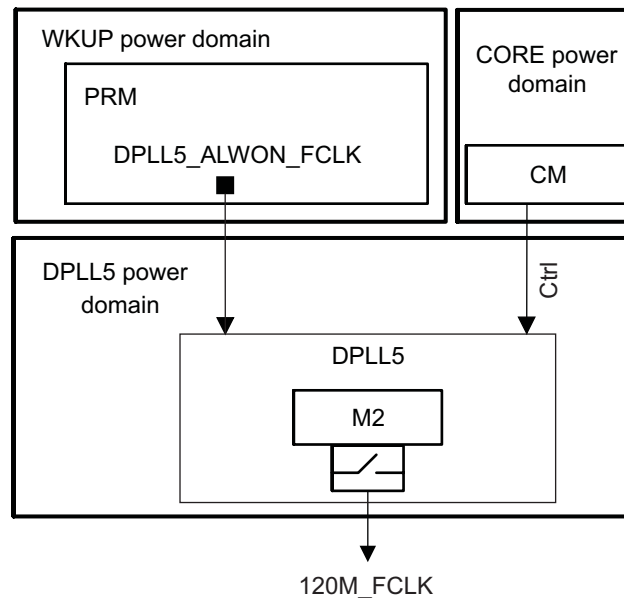 WKUP power domain
PRM
DPLL5_ALWON_FCLK
CORE power
domain
CM
DPLL5 power
domain
Ctrl
DPLL5
M2
120M_FCLK